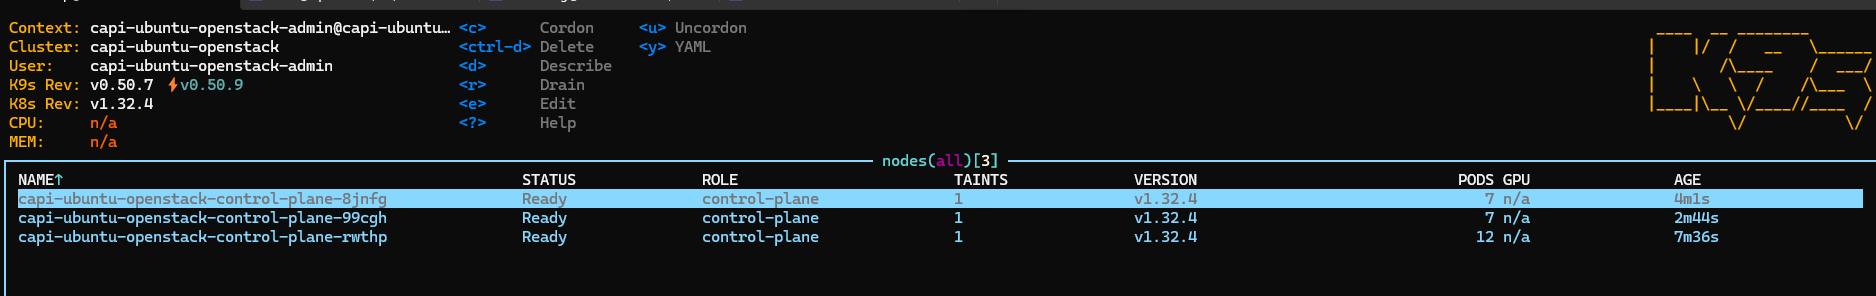 Context: capi-ubuntu-openstack-admin@capi-ubuntu… <c> Cordon <u> Uncordon
Cluster: capi-ubuntu-openstack <ctrl-d> Delete <y> YAML
User: capi-ubuntu-openstack-admin <d> Describe
K9s Rev: v0.50.7 ⚡v0.50.9 <r> Drain
K8s Rev: v1.32.4 <e> Edit
CPU: n/a <?> Help
MEM: n/a
nodes(all)[3]
NAME↑ STATUS ROLE TAINTS VERSION PODS GPU AGE
capi-ubuntu-openstack-control-plane-8jnfg Ready control-plane 1 v1.32.4 7 n/a 4m1s
capi-ubuntu-openstack-control-plane-99cgh Ready control-plane 1 v1.32.4 7 n/a 2m44s
capi-ubuntu-openstack-control-plane-rwthp Ready control-plane 1 v1.32.4 12 n/a 7m36s